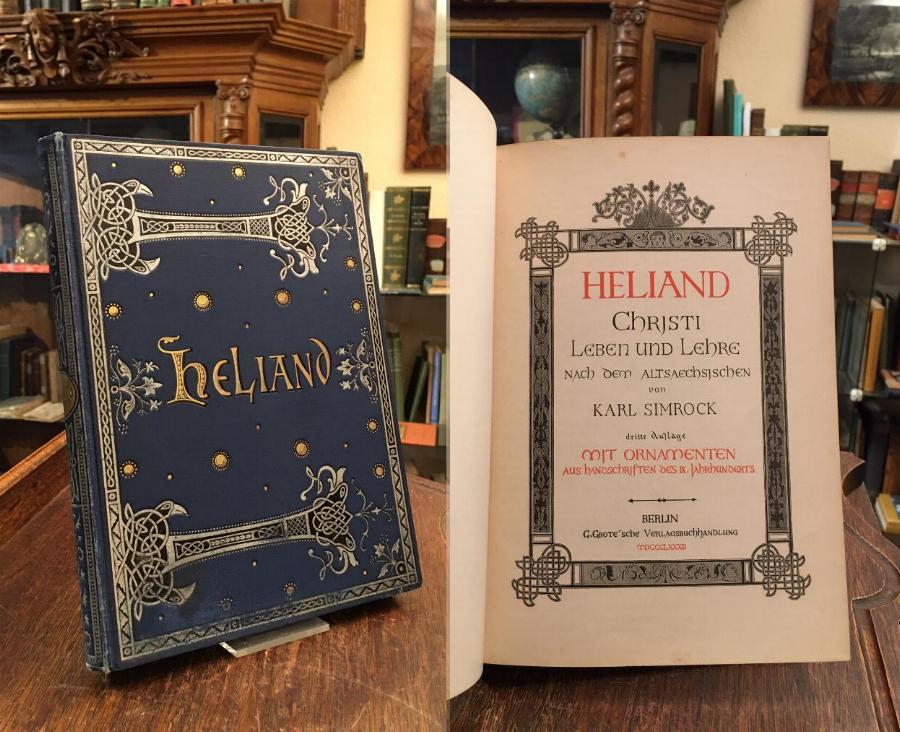 HELIAND
HELIAND
Christi
Leben und Lehre
nach dem altsaechsischen
von
KARL SIMROCK
dritte Auflage
MIT ORNAMENTEN
aus handschriften des IX. Jahrhunderts
BERLIN
G. Grote'sche Verlagsbuchhandlung
MDCCCLXXXII